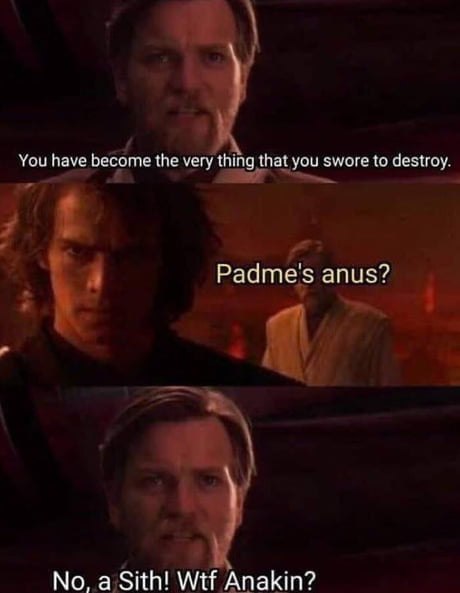 You have become the very thing that you swore to destroy.
Padme's anus?
No, a Sith! Wtf Anakin?